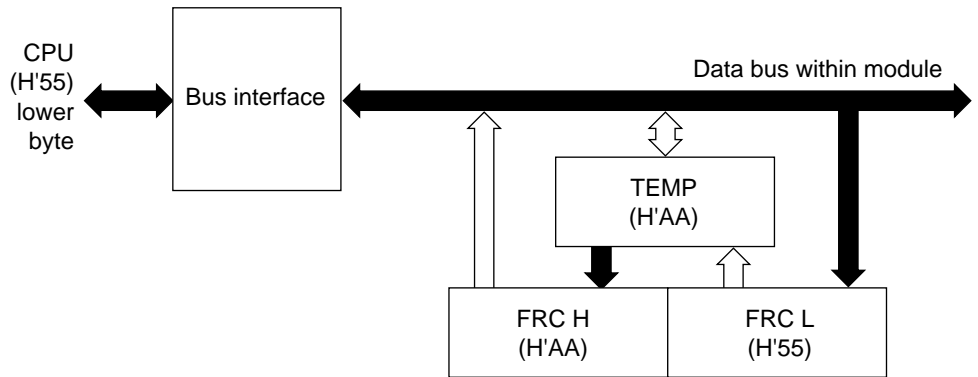 CPU
(H'55)
lower
byte
Bus interface
Data bus within module
TEMP
(H'AA)
FRC H
(H'AA)
FRC L
(H'55)